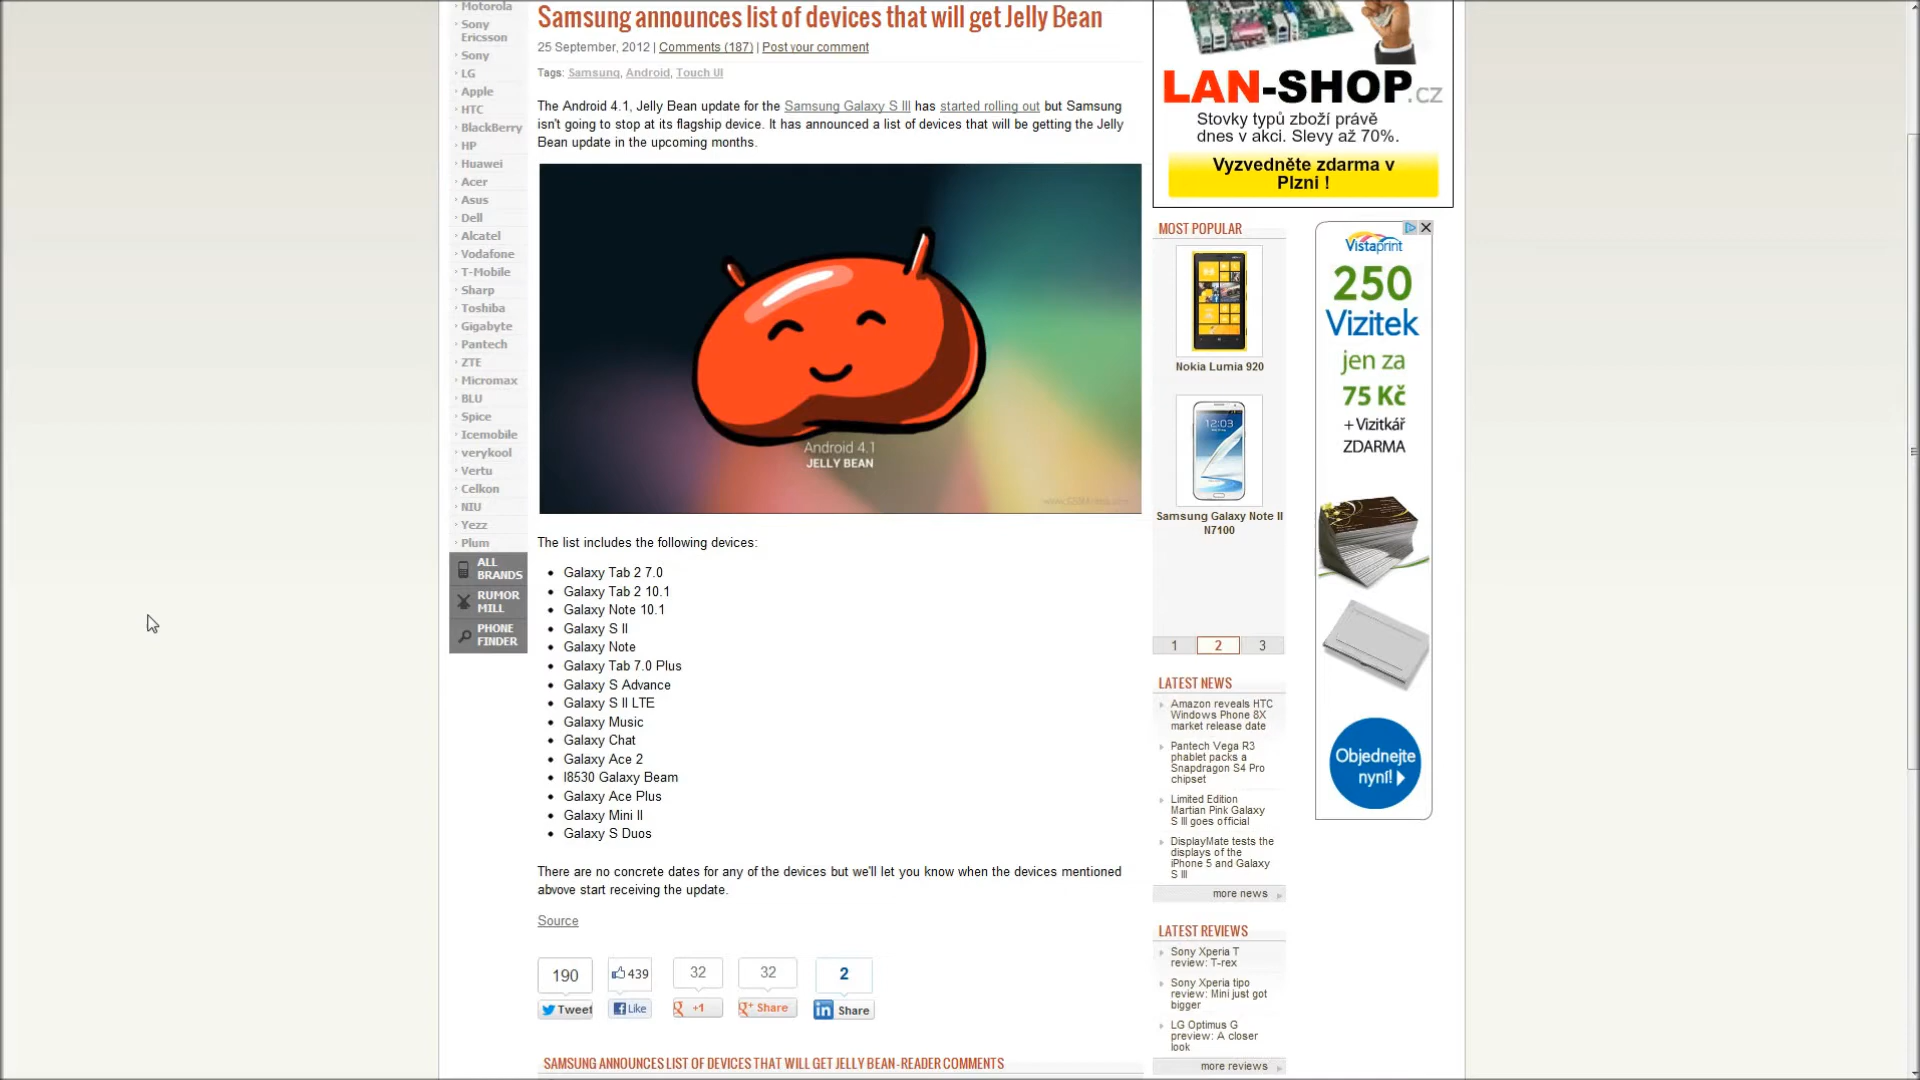 Motorola
Sony
Ericsson
Sony
LG
Apple
HTC
BlackBerry
HP
Huawei
Acer
Asus
Dell
Alcatel
Vodafone
T-Mobile
Sharp
Toshiba
Gigabyte
Pantech
ZTE
Micromax
BLU
Spice
Icemobile
verykool
Vertu
Celkon
NIU
Yezz
Plum
ALL
BRANDS
RUMOR
MILL
PHONE
FINDER
Samsung announces list of devices that will get Jelly Bean
25 September, 2012 | Comments (187) | Post your comment
Tags: Samsung, Android, Touch UI
The Android 4.1, Jelly Bean update for the Samsung Galaxy S III has started rolling out but Samsung
isn't going to stop at its flagship device. It has announced a list of devices that will be getting the Jelly
Bean update in the upcoming months.
Android 4.1
JELLY BEAN
www.GSMArena.com
The list includes the following devices:
• Galaxy Tab 2 7.0
• Galaxy Tab 2 10.1
• Galaxy Note 10.1
• Galaxy S II
• Galaxy Note
• Galaxy Tab 7.0 Plus
• Galaxy S Advance
• Galaxy S II LTE
• Galaxy Music
• Galaxy Chat
• Galaxy Ace 2
• I8530 Galaxy Beam
• Galaxy Ace Plus
• Galaxy Mini II
• Galaxy S Duos
There are no concrete dates for any of the devices but we'll let you know when the devices mentioned
abvove start receiving the update.
Source
190
439
32
32
2
Tweet
Like
+1
Share
Share
SAMSUNG ANNOUNCES LIST OF DEVICES THAT WILL GET JELLY BEAN - READER COMMENTS
LAN-SHOP.cz
Stovky typů zboží právě
dnes v akci. Slevy až 70%.
Vyzvedněte zdarma v
Plzni !
MOST POPULAR
Nokia Lumia 920
12:03
Samsung Galaxy Note II
N7100
1
2
3
LATEST NEWS
Amazon reveals HTC
Windows Phone 8X
market release date
Pantech Vega R3
phablet packs a
Snapdragon S4 Pro
chipset
Limited Edition
Martian Pink Galaxy
S III goes official
DisplayMate tests the
displays of the
iPhone 5 and Galaxy
S III
more news
LATEST REVIEWS
Sony Xperia T
review: T-rex
Sony Xperia tipo
review: Mini just got
bigger
LG Optimus G
preview: A closer
look
more reviews
Vistaprint
250
Vizitek
jen za
75 Kč
+ Vizitkář
ZDARMA
Objednejte
nyní!